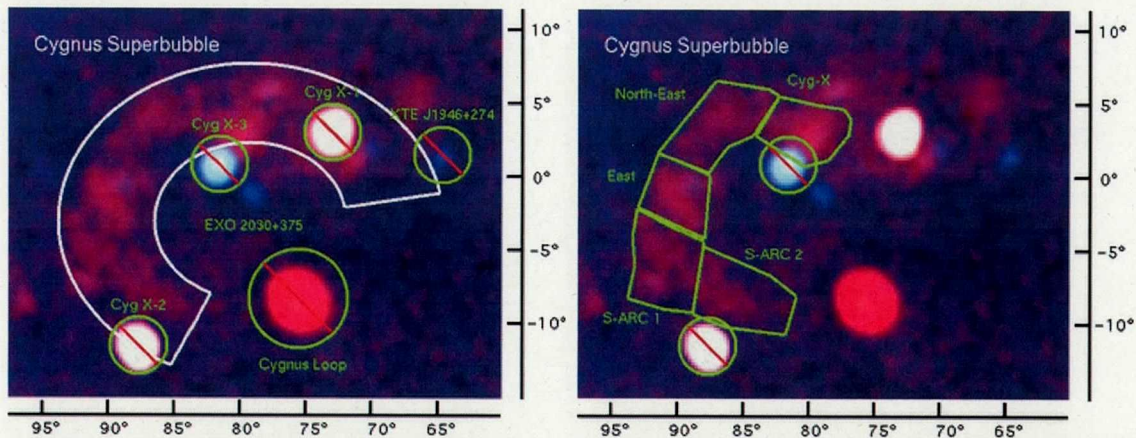 Cygnus Superbubble
Cyg X-1
XTE J1946+274
Cyg X-3
EXO 2030+375
Cyg X-2
Cygnus Loop
10°
5°
0°
-5°
-10°
95° 90° 85° 80° 75° 70° 65°
Cygnus Superbubble
Cyg-X
North-East
East
S-ARC 2
S-ARC 1
10°
5°
0°
-5°
-10°
95° 90° 85° 80° 75° 70° 65°